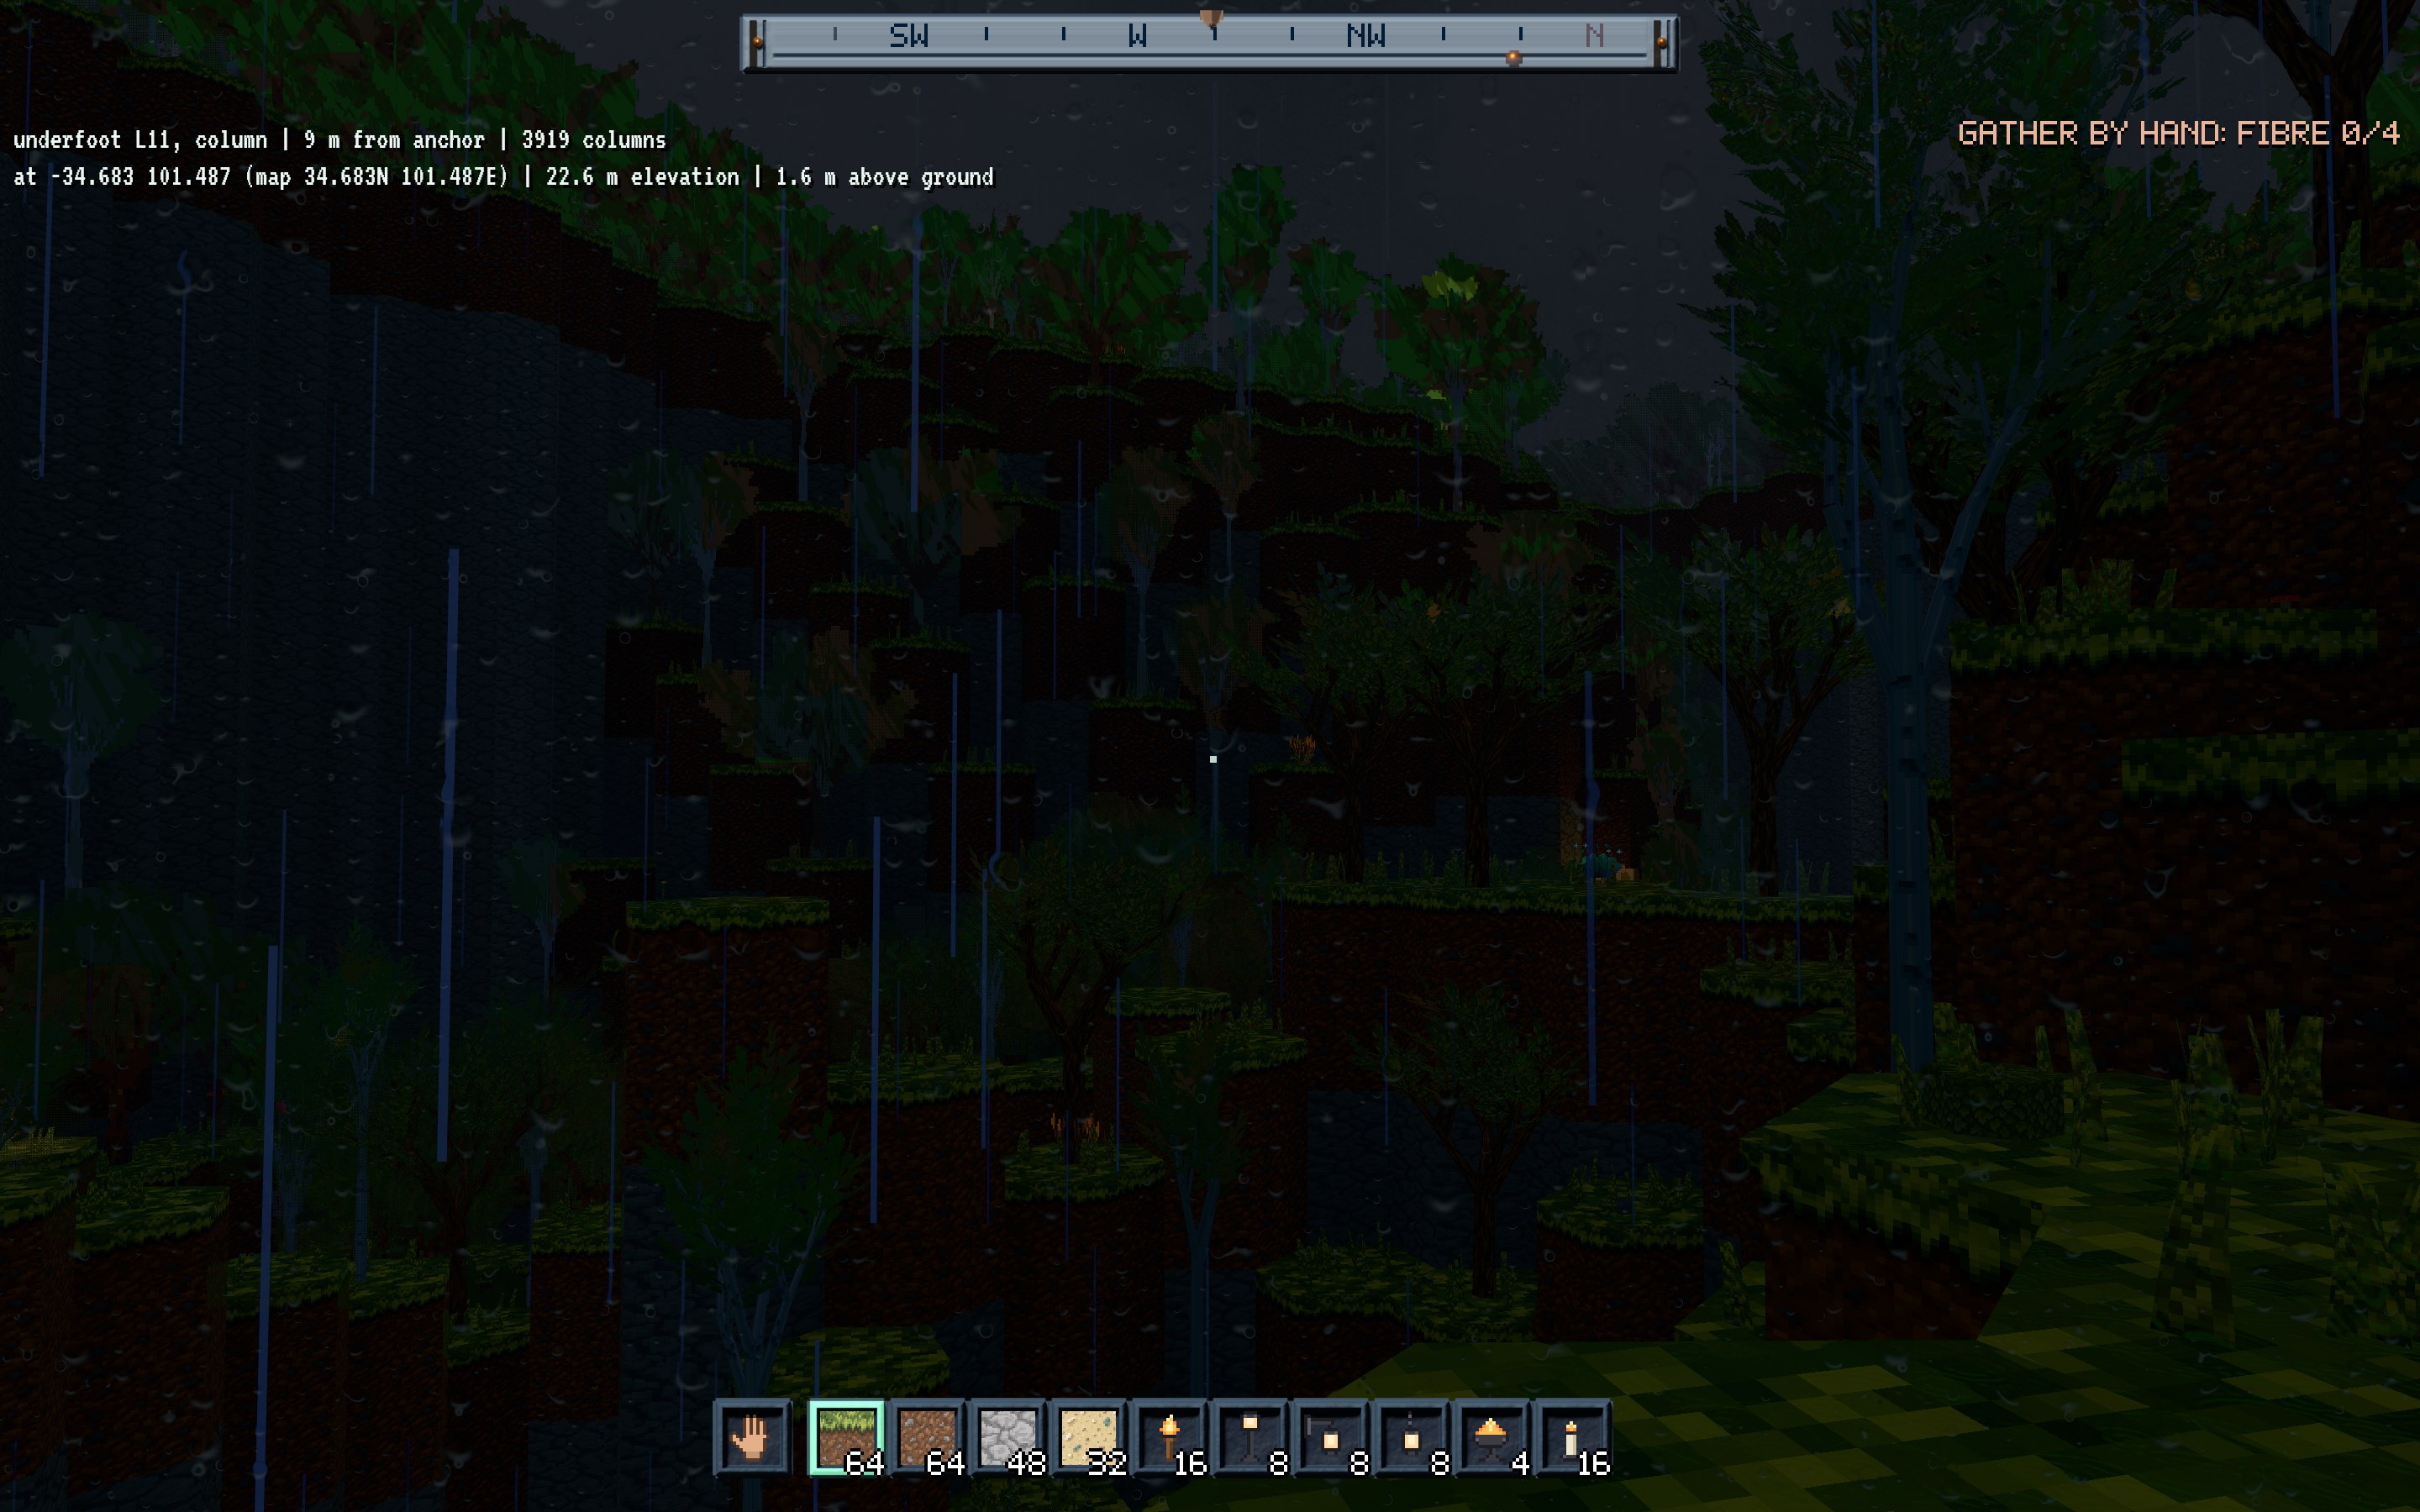 SW W NW N
underfoot L11, column | 9 m from anchor | 3919 columns
at -34.683 101.487 (map 34.683N 101.487E) | 22.6 m elevation | 1.6 m above ground
GATHER BY HAND: FIBRE 0/4
64 64 48 32 16 8 8 8 4 16